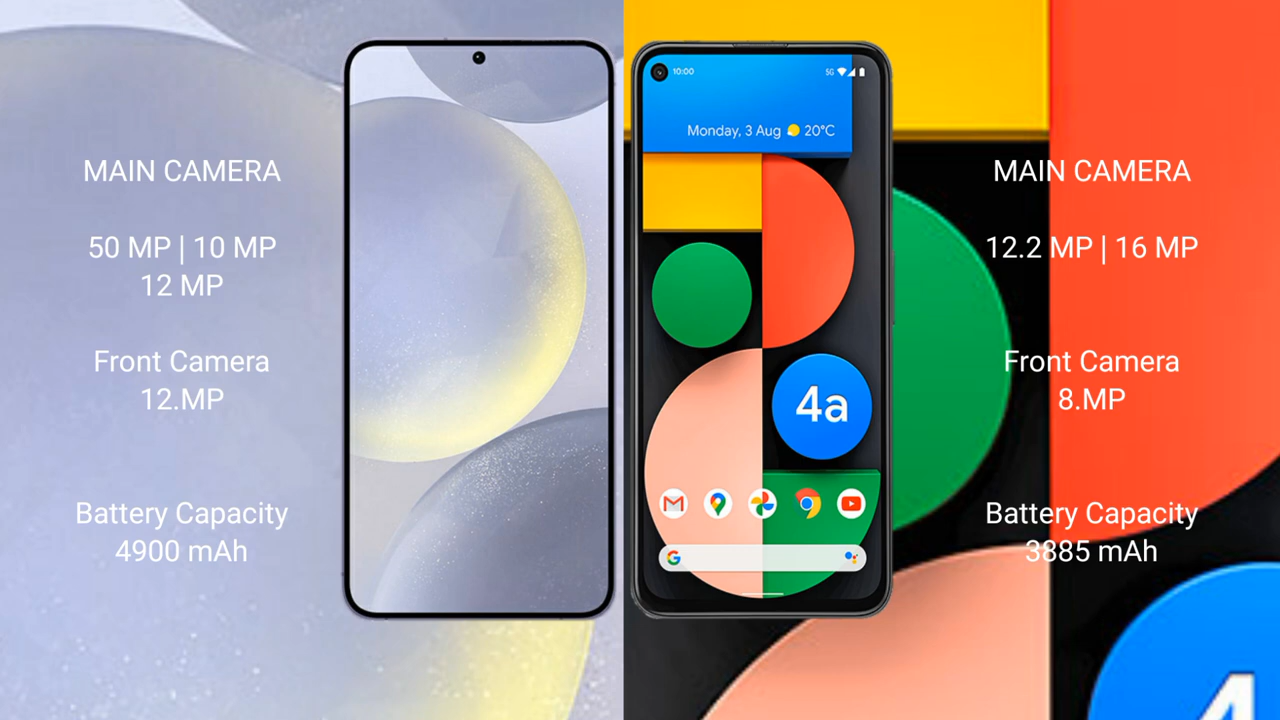 MAIN CAMERA
50 MP | 10 MP
12 MP
Front Camera
12.MP
Battery Capacity
4900 mAh
10:00
5G
Monday, 3 Aug 20°C
4a
MAIN CAMERA
12.2 MP | 16 MP
Front Camera
8.MP
Battery Capacity
3885 mAh
4